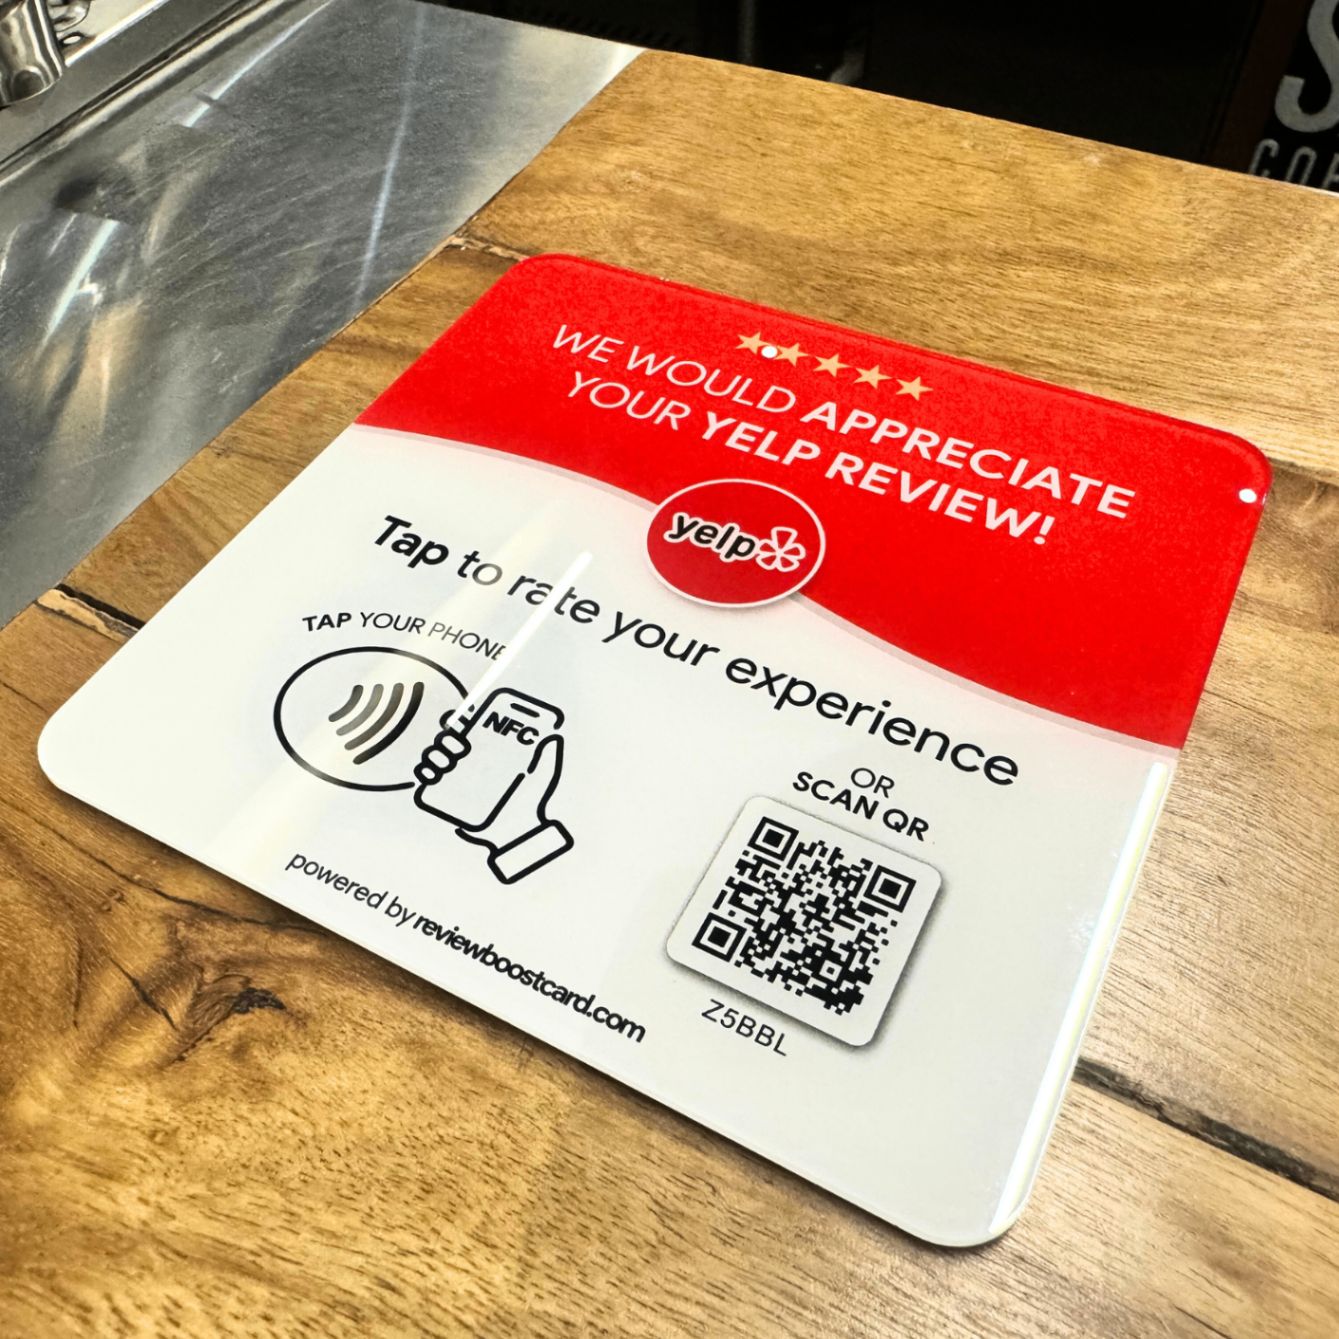 WE WOULD APPRECIATE
YOUR YELP REVIEW!
yelp
Tap to rate your experience
TAP YOUR PHONE
NFC
OR
SCAN QR
Z5BBL
powered by reviewboostcard.com